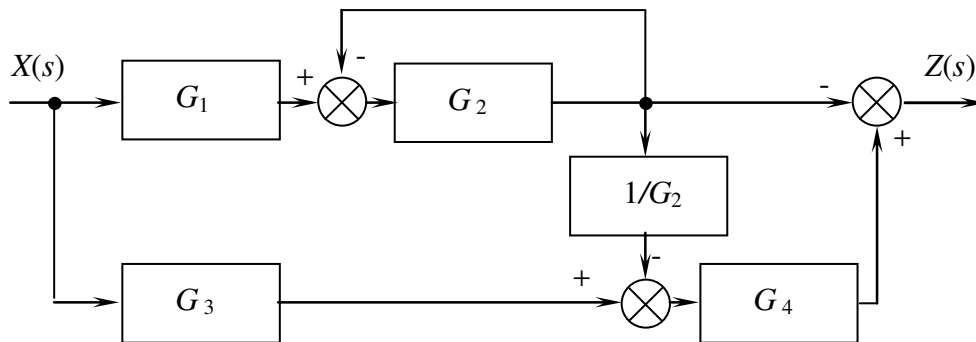 -
X(s)
Z(s)
+
-
G1
G2
+
1/G2
-
+
G3
G4